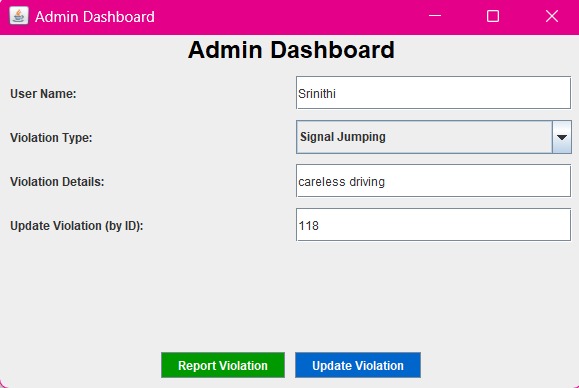 Admin Dashboard
Admin Dashboard
User Name: Srinithi
Violation Type: Signal Jumping
Violation Details: careless driving
Update Violation (by ID): 118
Report Violation Update Violation